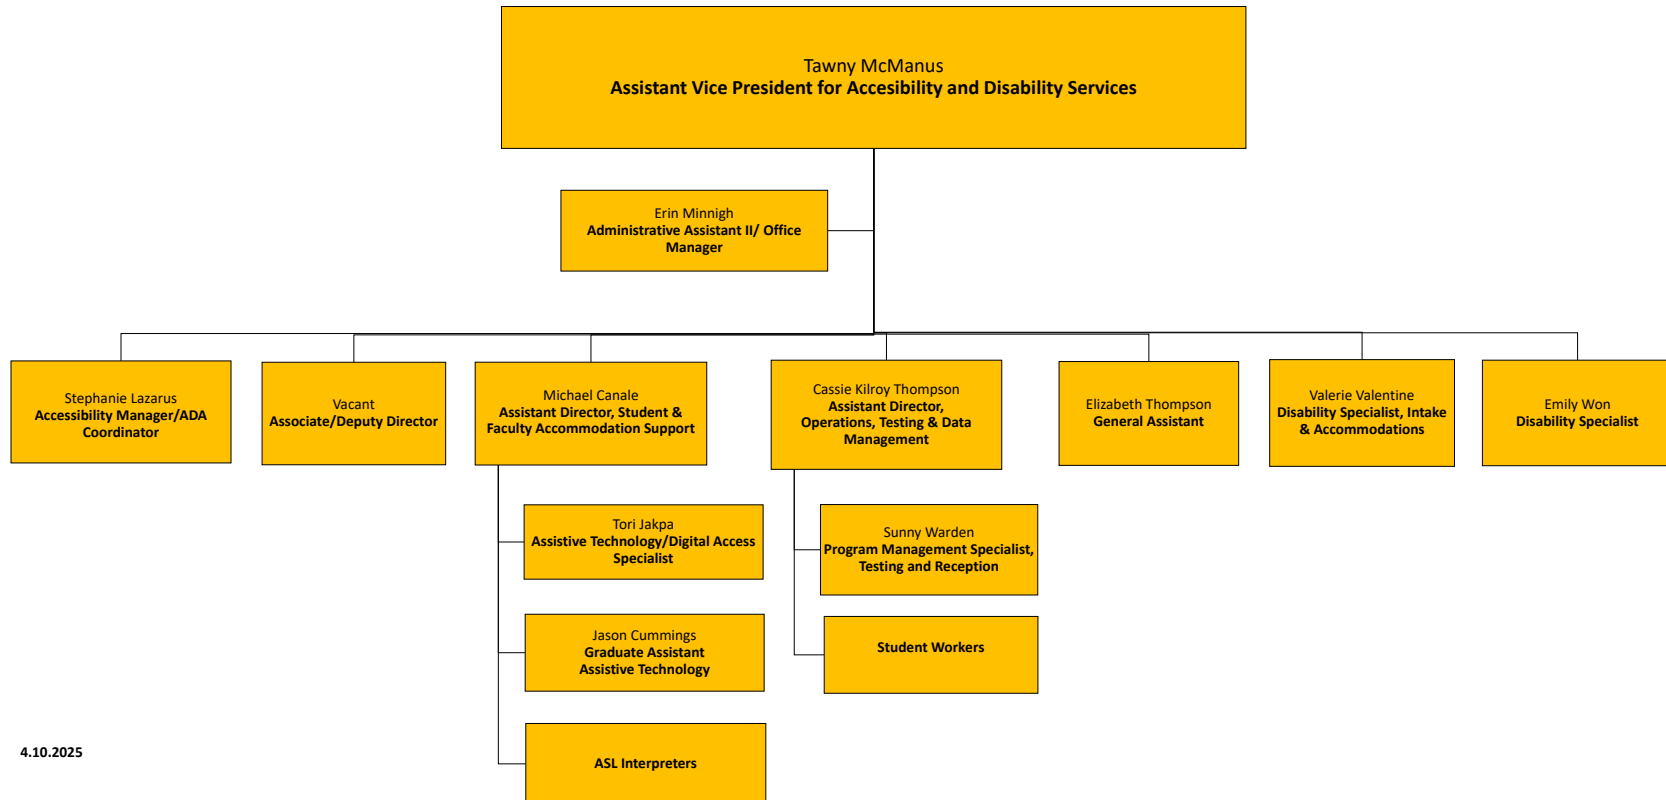 Tawny McManus
Assistant Vice President for Accesibility and Disability Services
Erin Minnigh
Administrative Assistant II/ Office
Manager
Stephanie Lazarus
Accessibility Manager/ADA
Coordinator
Vacant
Associate/Deputy Director
Michael Canale
Assistant Director, Student &
Faculty Accommodation Support
Cassie Kilroy Thompson
Assistant Director,
Operations, Testing & Data
Management
Elizabeth Thompson
General Assistant
Valerie Valentine
Disability Specialist, Intake
& Accommodations
Emily Won
Disability Specialist
Tori Jakpa
Assistive Technology/Digital Access
Specialist
Sunny Warden
Program Management Specialist,
Testing and Reception
Jason Cummings
Graduate Assistant
Assistive Technology
Student Workers
ASL Interpreters
4.10.2025